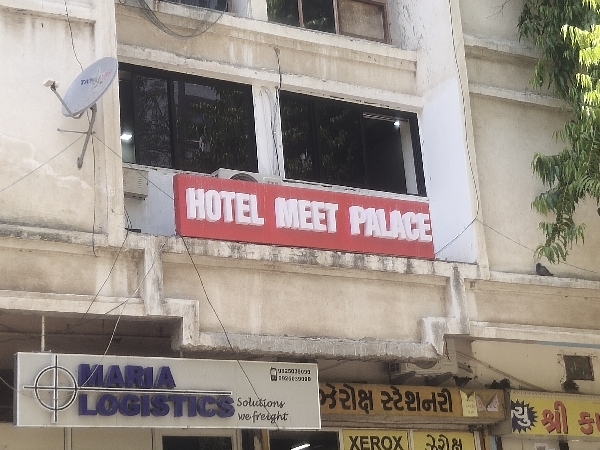 HOTEL MEET PALACE
MARIA
LOGISTICS
Solutions
we freight
ઝેરોક્ષ સ્ટેશનરી
XEROX
ઝેરોક્ષ
શ્રી